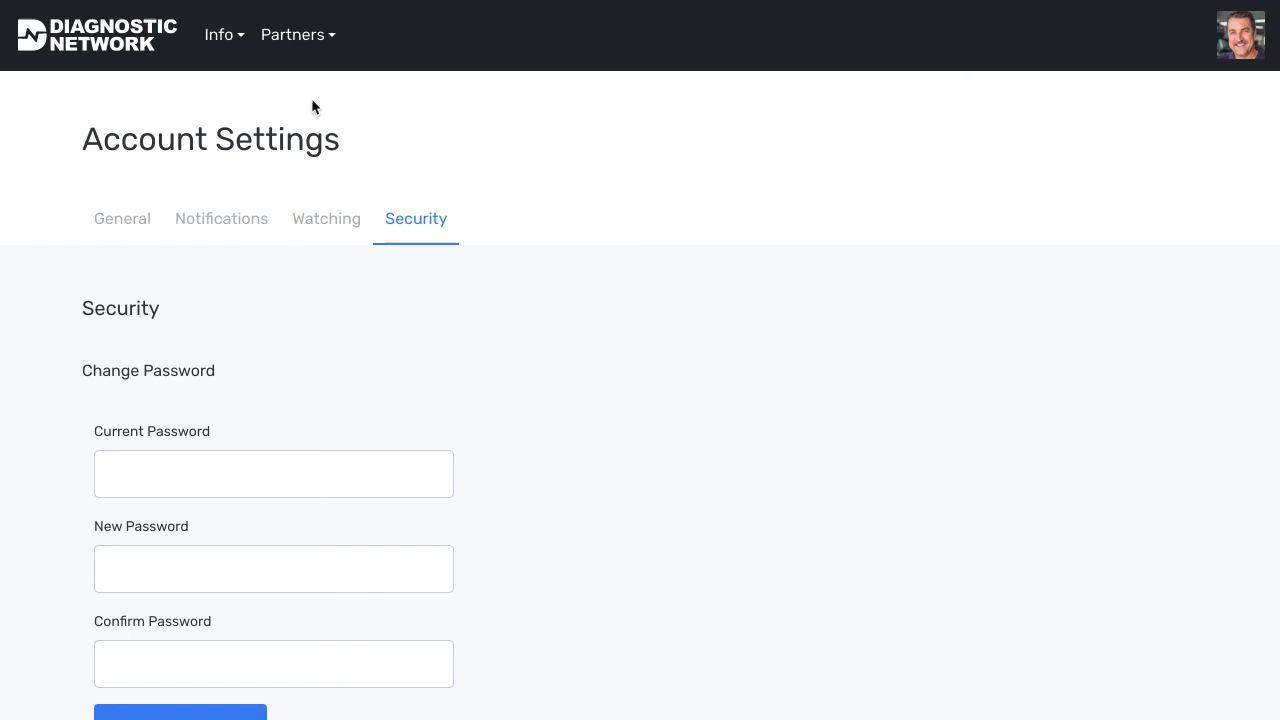 DIAGNOSTIC
NETWORK
Info
Partners
Account Settings
General
Notifications
Watching
Security
Security
Change Password
Current Password
New Password
Confirm Password